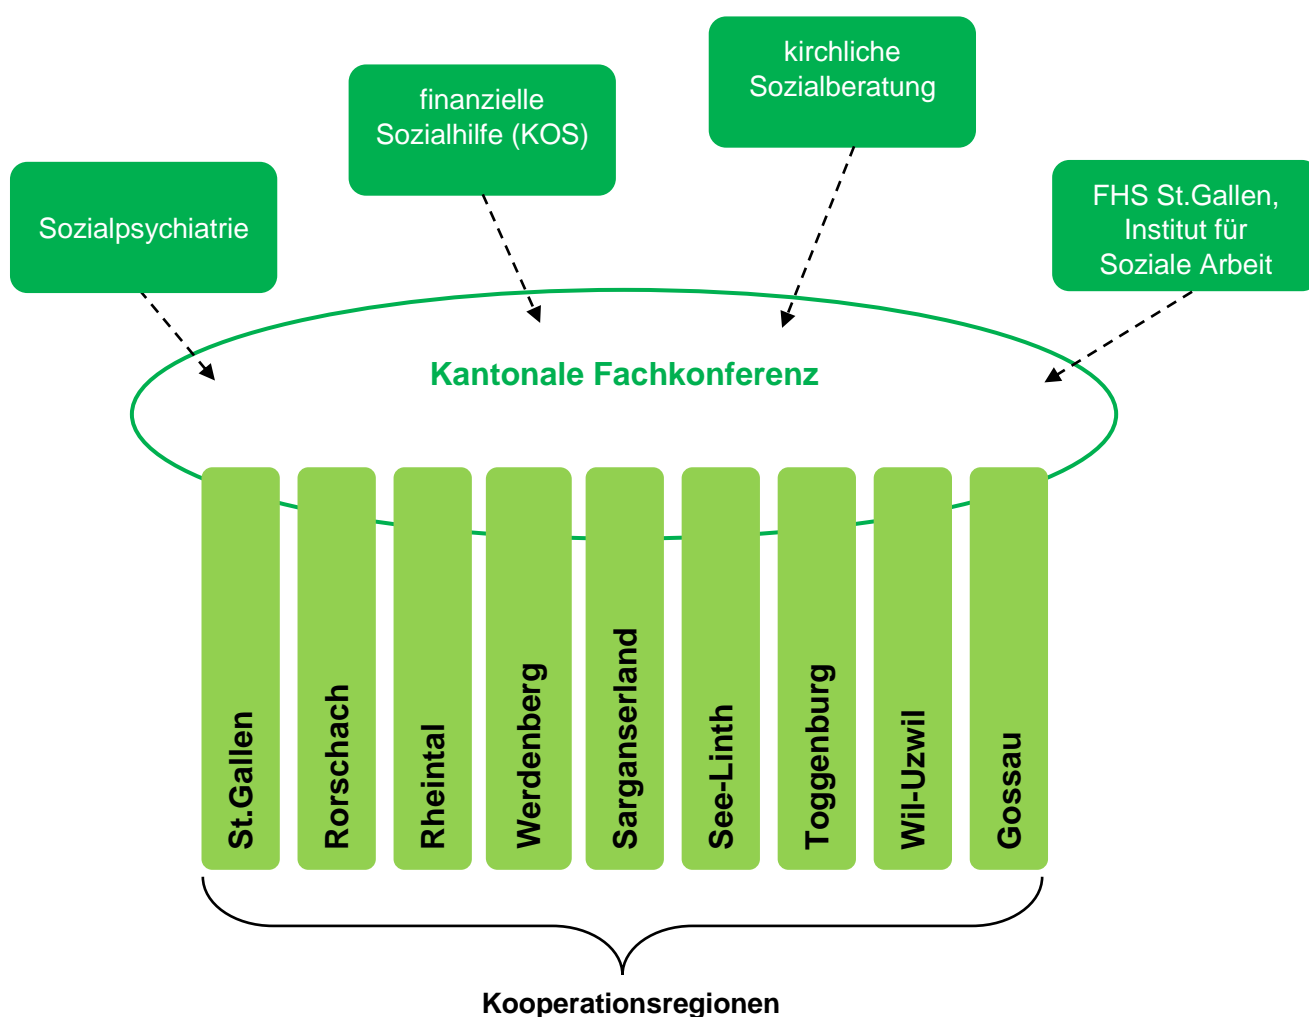 kirchliche
Sozialberatung
finanzielle
Sozialhilfe (KOS)
Sozialpsychiatrie
FHS St.Gallen,
Institut für
Soziale Arbeit
Kantonale Fachkonferenz
St.Gallen
Rorschach
Rheintal
Werdenberg
Sarganserland
See-Linth
Toggenburg
Wil-Uzwil
Gossau
Kooperationsregionen